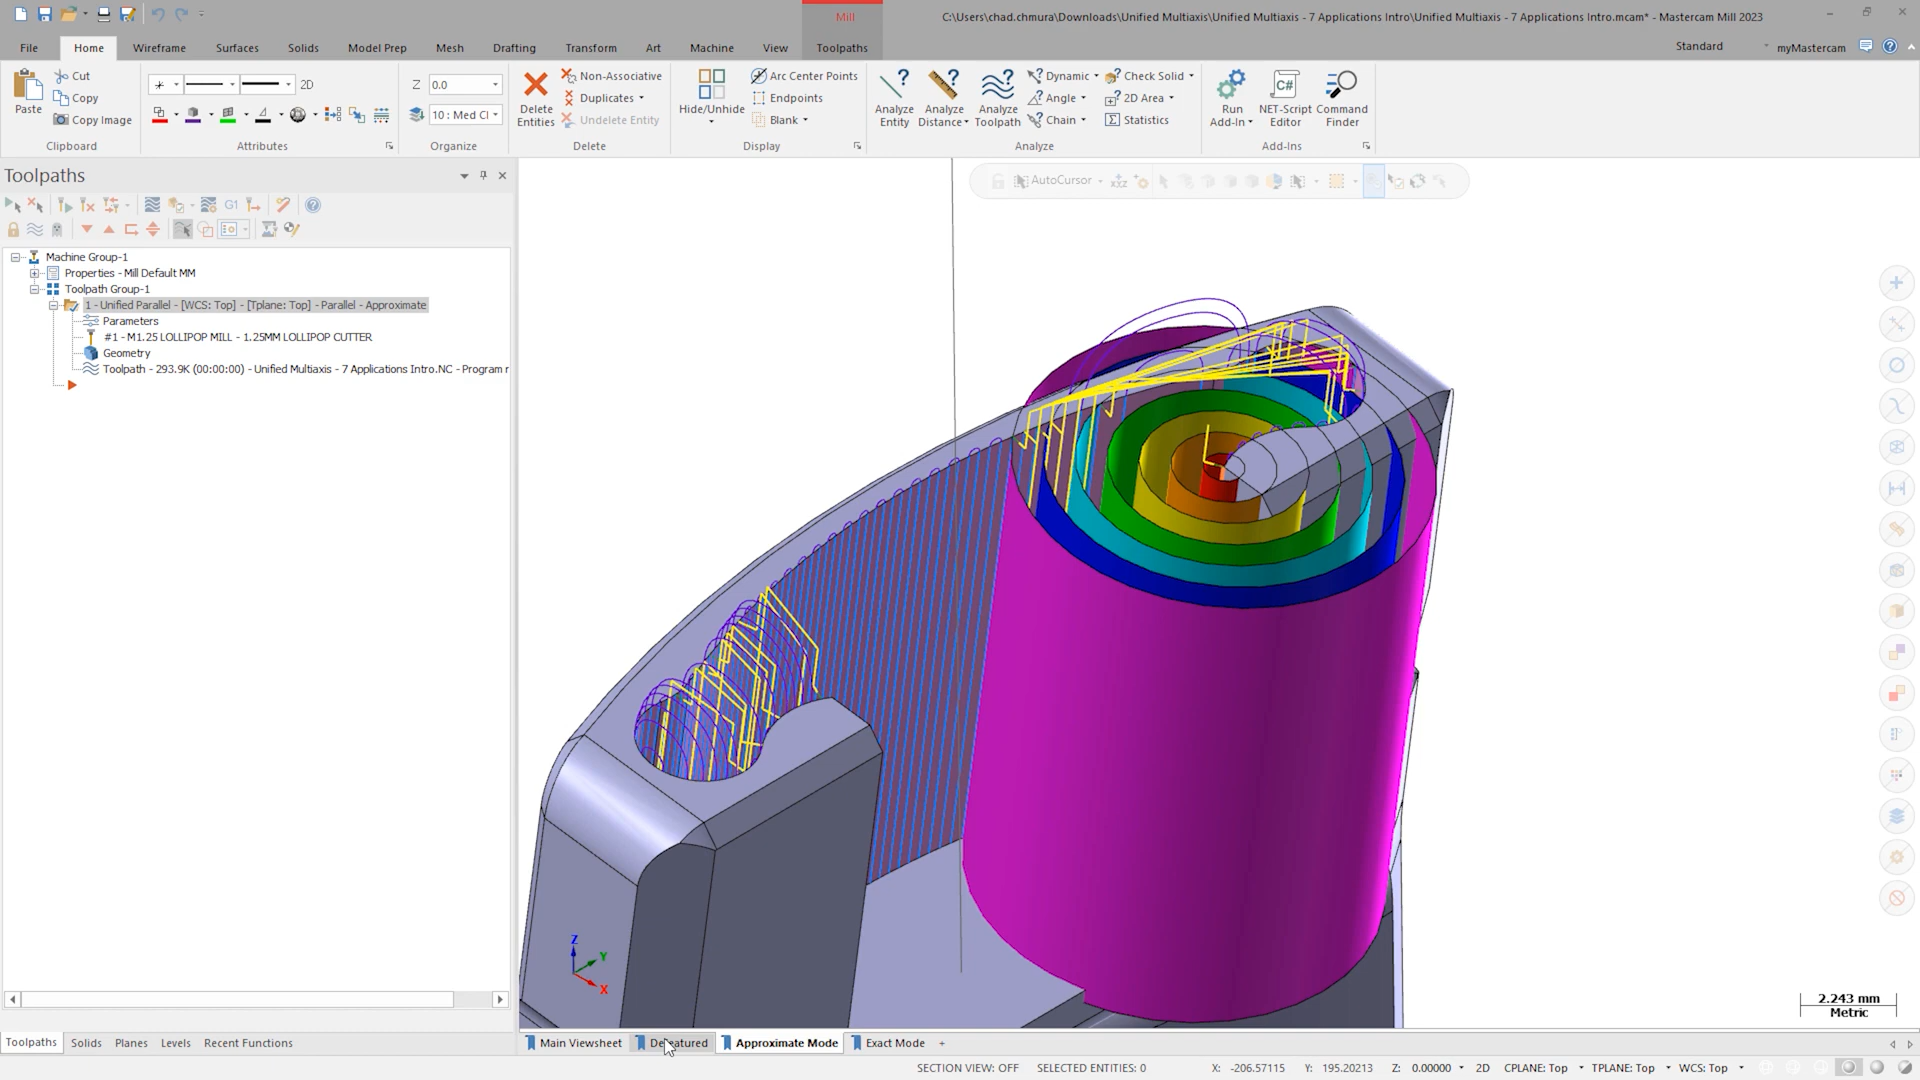 Mill
C:\Users\chad.chmura\Downloads\Unified Multiaxis\Unified Multiaxis - 7 Applications Intro\Unified Multiaxis - 7 Applications Intro.mcam* - Mastercam Mill 2023
File Home Wireframe Surfaces Solids Model Prep Mesh Drafting Transform Art Machine View Toolpaths
Standard myMastercam
Paste Cut Copy Copy Image
Clipboard
2D
Attributes
Z 0.0
10 : Med Cl
Organize
Delete Entities
Non-Associative
Duplicates
Undelete Entity
Delete
Hide/Unhide
Arc Center Points
Endpoints
Blank
Display
Analyze Entity
Analyze Distance
Analyze Toolpath
Dynamic
Angle
Chain
Check Solid
2D Area
Statistics
Analyze
Run Add-In
C#
NET-Script Editor
Command Finder
Add-Ins
Toolpaths
G1
AutoCursor
XYZ
Machine Group-1
Properties - Mill Default MM
Toolpath Group-1
1 - Unified Parallel - [WCS: Top] - [Tplane: Top] - Parallel - Approximate
Parameters
#1 - M1.25 LOLLIPOP MILL - 1.25MM LOLLIPOP CUTTER
Geometry
Toolpath - 293.9K (00:00:00) - Unified Multiaxis - 7 Applications Intro.NC - Program
Z
Y
X
2.243 mm
Metric
Toolpaths Solids Planes Levels Recent Functions
Main Viewsheet Defeatured Approximate Mode Exact Mode +
SECTION VIEW: OFF SELECTED ENTITIES: 0 X: -206.57115 Y: 195.20213 Z: 0.00000 2D CPLANE: Top TPLANE: Top WCS: Top